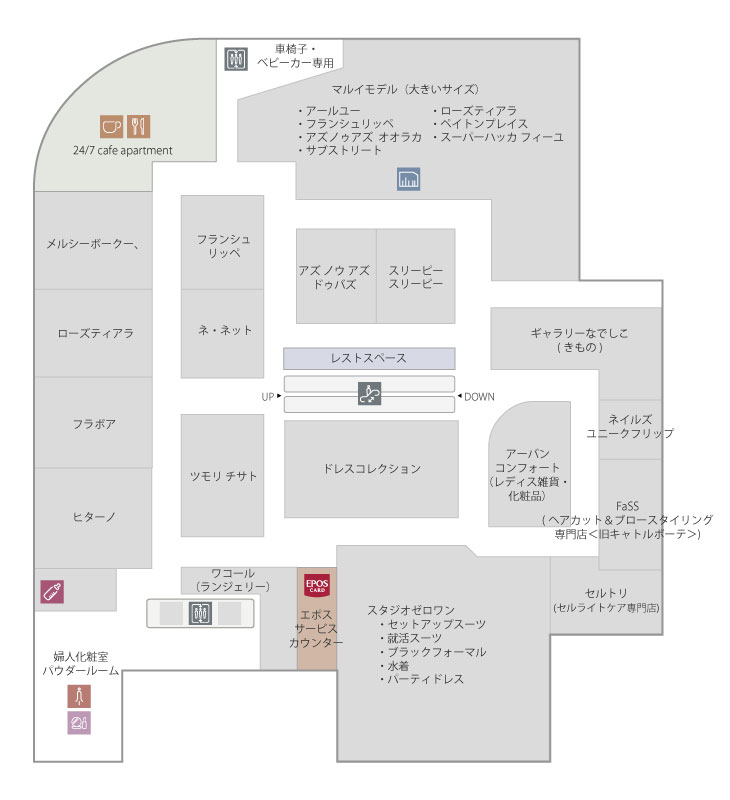 車椅子・
ベビーカー専用
24/7 cafe apartment
マルイモデル（大きいサイズ）
・アールユー
・フランシュリッペ
・アズノゥアズ オオラカ
・サブストリート
・ローズティアラ
・ベイトンプレイス
・スーパーハッカ フィーユ
メルシーボークー、
フランシュ
リッペ
アズ ノウ アズ
ドゥバズ
スリーピー
スリーピー
ローズティアラ
ネ・ネット
レストスペース
ギャラリーなでしこ
( きもの )
UP
DOWN
フラボア
ツモリ チサト
ドレスコレクション
アーバン
コンフォート
（レディス雑貨・
化粧品）
ネイルズ
ユニークフリップ
ヒターノ
FaSS
( ヘアカット＆ブロースタイリング
専門店＜旧キャトルボーテ＞)
ワコール
（ランジェリー）
EPOS
CARD
エポス
サービス
カウンター
スタジオゼロワン
・セットアップスーツ
・就活スーツ
・ブラックフォーマル
・水着
・パーティドレス
セルトリ
(セルライトケア専門店)
婦人化粧室
パウダールーム